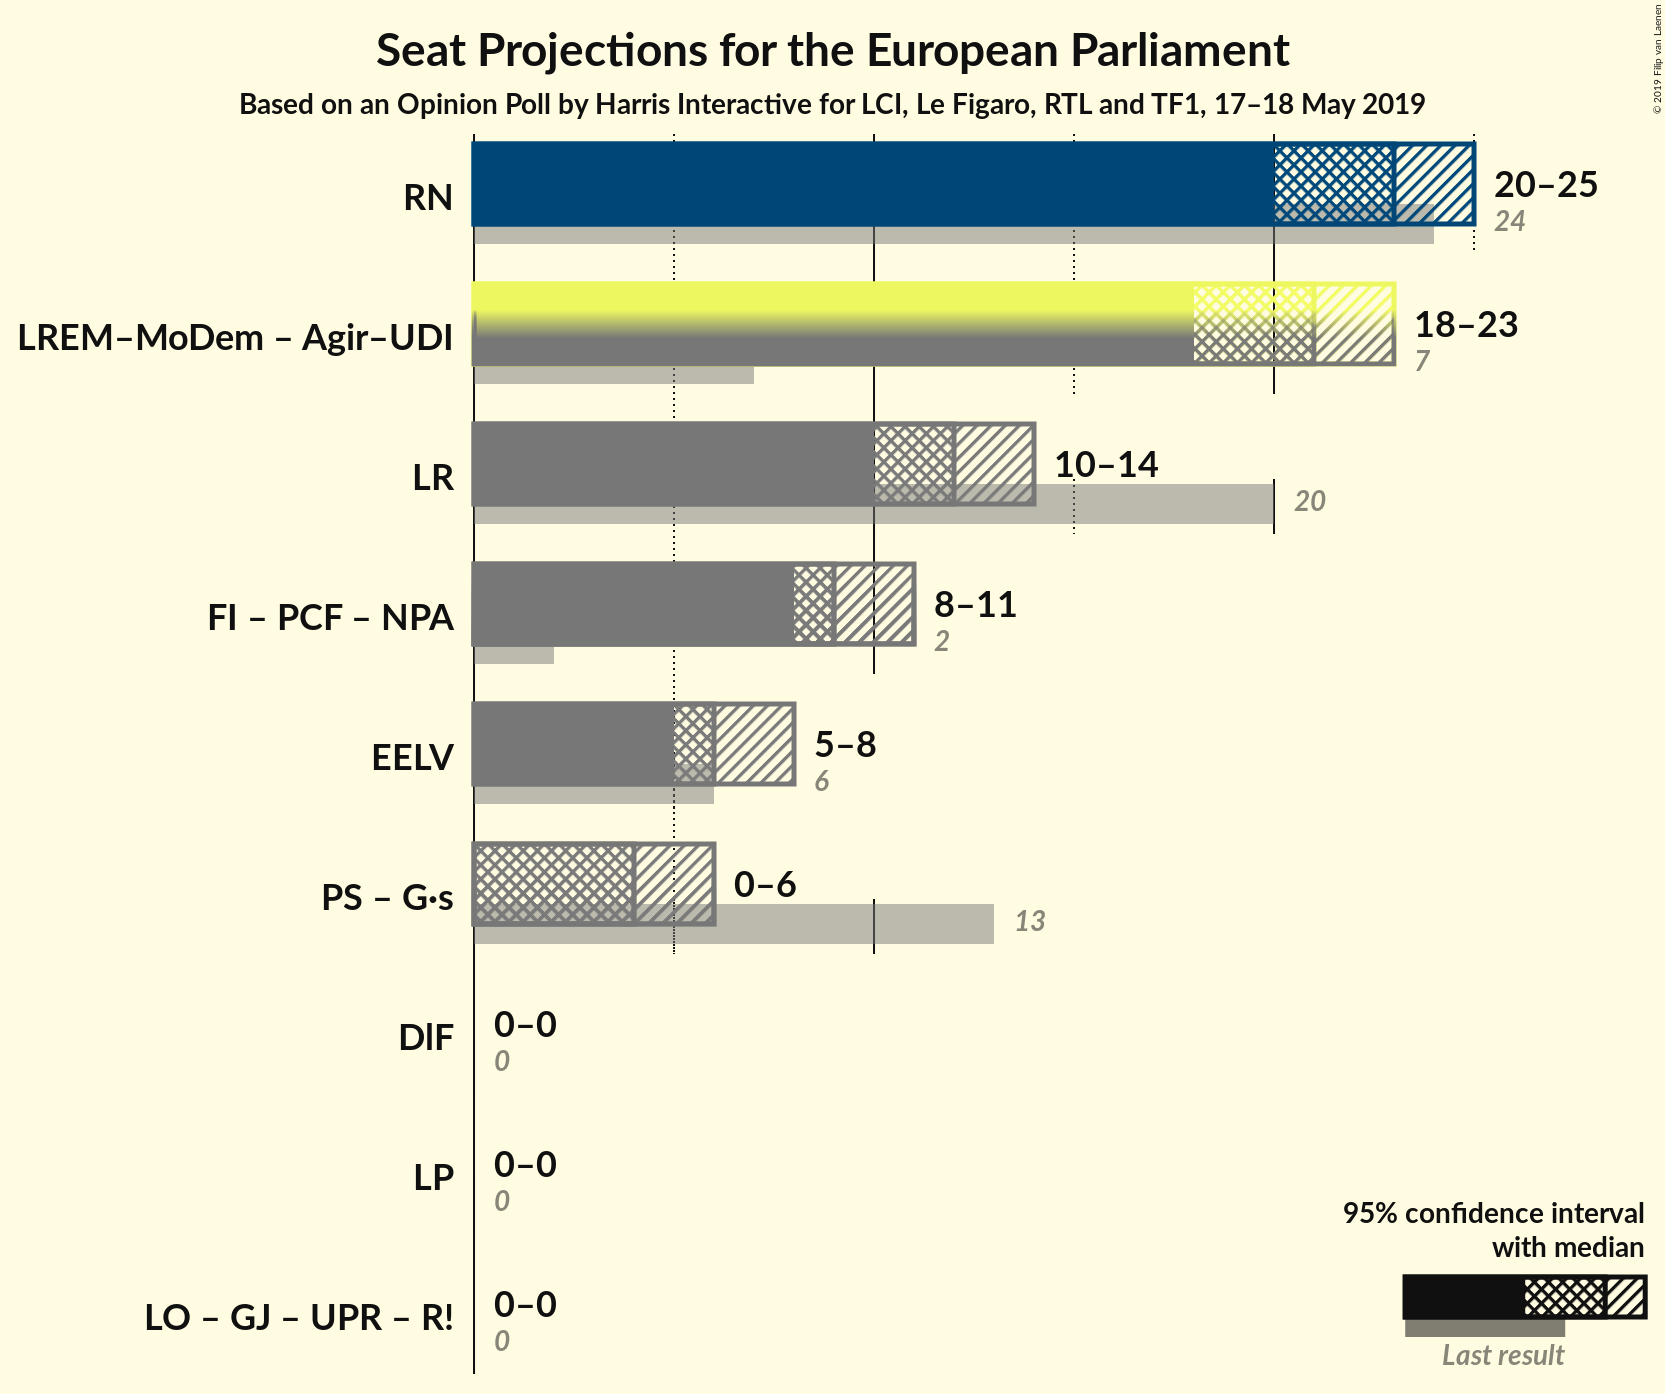 Seat Projections for the European Parliament
Based on an Opinion Poll by Harris Interactive for LCI, Le Figaro, RTL and TF1, 17–18 May 2019
© 2019 Filip van Laenen
RN
20–25
24
LREM–MoDem – Agir–UDI
18–23
7
LR
10–14
20
FI – PCF – NPA
8–11
2
EELV
5–8
6
PS – G·s
0–6
13
DlF
0–0
0
LP
0–0
0
LO – GJ – UPR – R!
0–0
0
95% confidence interval
with median
Last result